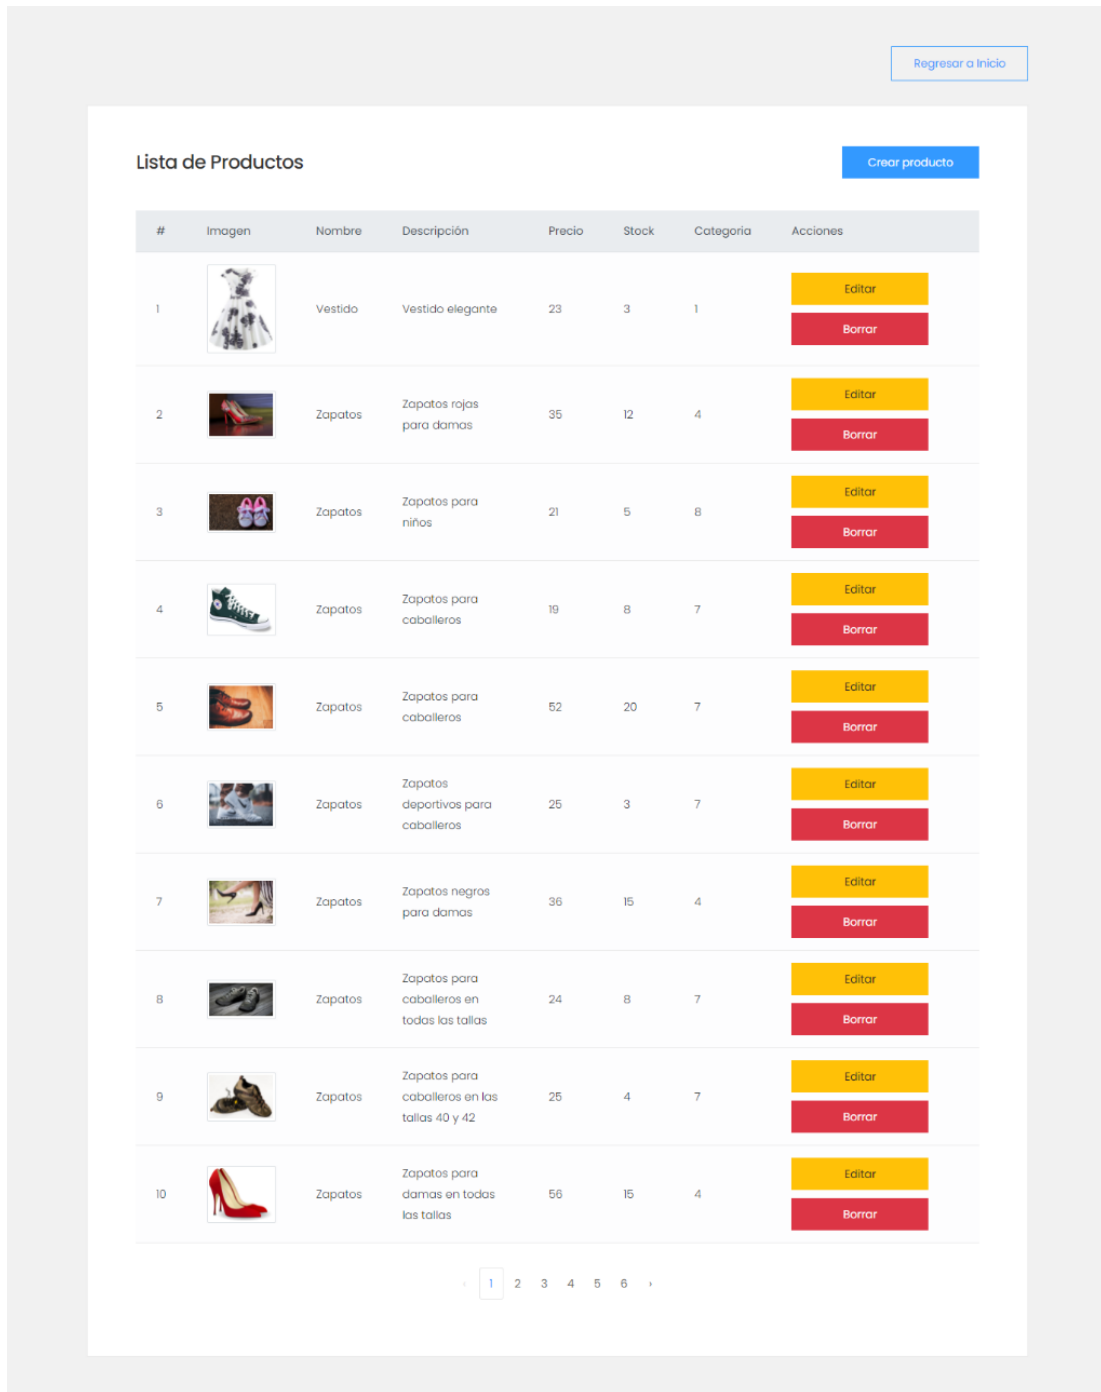 Regresar a Inicio
Lista de Productos
Crear producto
# Imagen Nombre Descripción Precio Stock Categoria Acciones
1 Vestido Vestido elegante 23 3 1
Editar
Borrar
2 Zapatos Zapatos rojas
para damas 35 12 4
Editar
Borrar
3 Zapatos Zapatos para
niños 21 5 8
Editar
Borrar
4 Zapatos Zapatos para
caballeros 19 8 7
Editar
Borrar
5 Zapatos Zapatos para
caballeros 52 20 7
Editar
Borrar
6 Zapatos Zapatos
deportivos para
caballeros 25 3 7
Editar
Borrar
7 Zapatos Zapatos negros
para damas 36 15 4
Editar
Borrar
8 Zapatos Zapatos para
caballeros en
todas las tallas 24 8 7
Editar
Borrar
9 Zapatos Zapatos para
caballeros en las
tallas 40 y 42 25 4 7
Editar
Borrar
10 Zapatos Zapatos para
damas en todas
las tallas 56 15 4
Editar
Borrar
‹ 1 2 3 4 5 6 ›